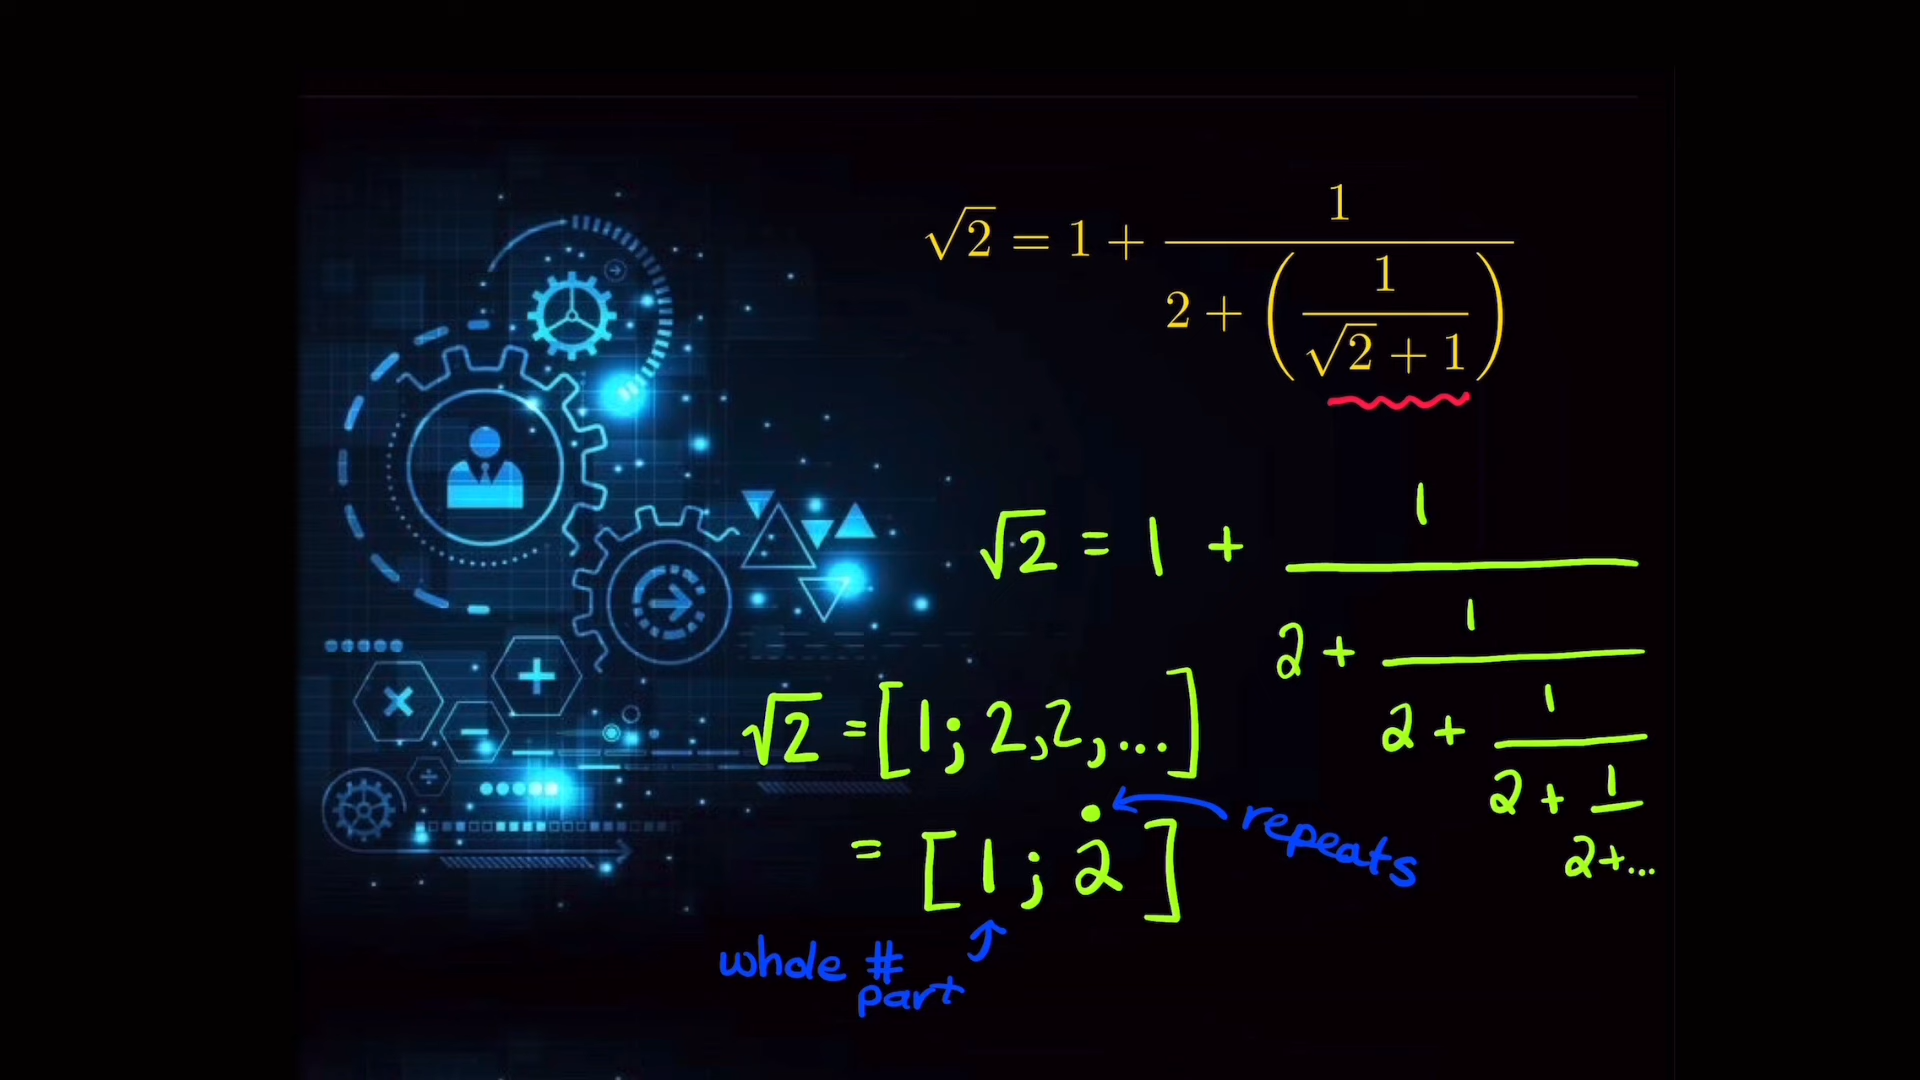 √2 = 1 + 1/(2 + (1/(√2 + 1)))
√2 = 1 + 1/(2 + 1/(2 + 1/(2 + 1/(2+...))))
√2 = [1; 2,2,...]
= [1; 2̇]
repeats
whole #
part